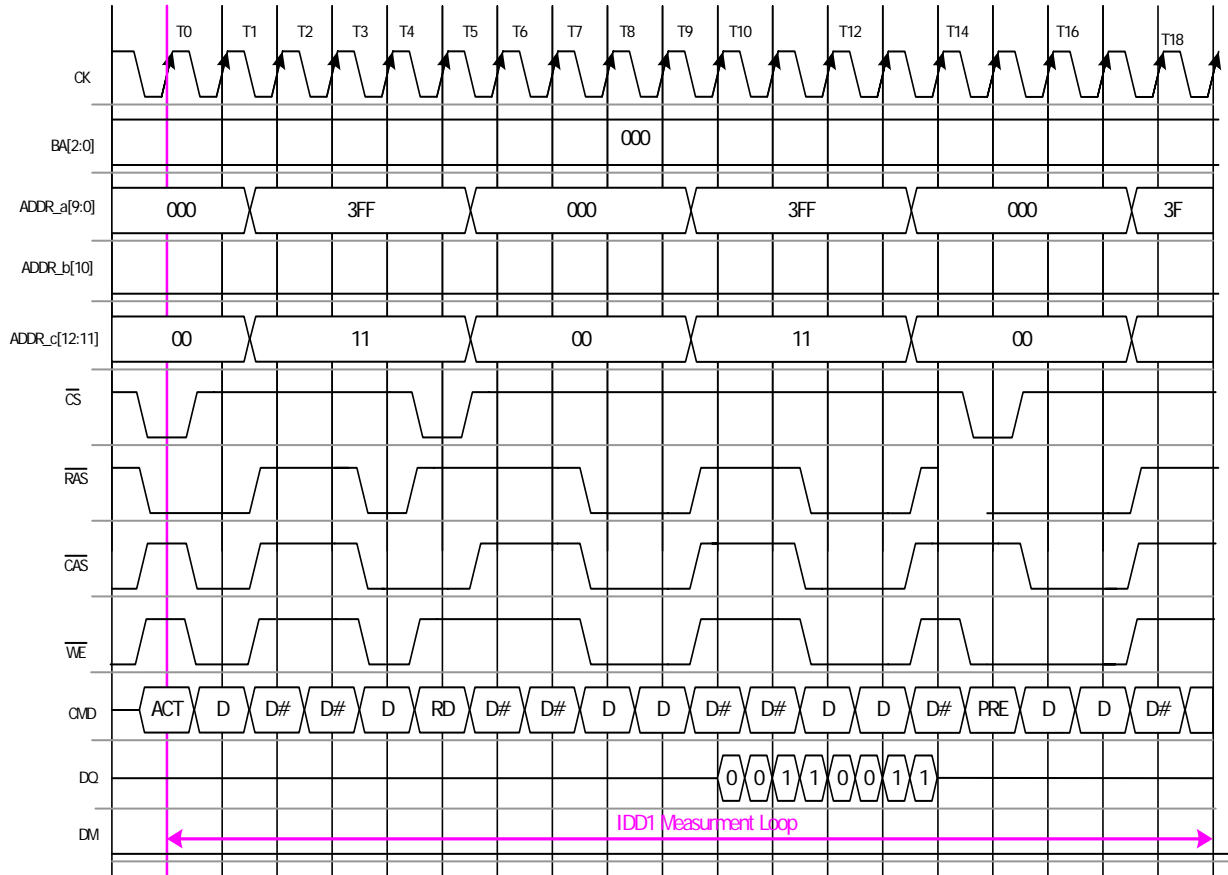 T0 T1 T2 T3 T4 T5 T6 T7 T8 T9 T10 T12 T14 T16 T18
CK
BA[2:0] 000
ADDR_a[9:0] 000 3FF 000 3FF 000 3F
ADDR_b[10]
ADDR_c[12:11] 00 11 00 11 00
CS
RAS
CAS
WE
CMD ACT D D# D# D RD D# D# D D D# D# D D D# PRE D D D#
DQ 0 0 1 1 0 0 1 1
IDD1 Measurment Loop
DM